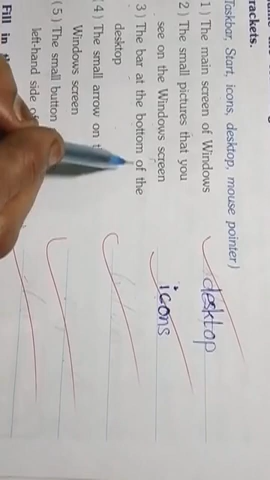 rackets.
Taskbar, Start, icons, desktop, mouse pointer)
1) The main screen of Windows desktop
2) The small pictures that you
see on the Windows screen icons
3) The bar at the bottom of the
desktop
4) The small arrow on
Windows screen
(5) The small button
left-hand side
Fill in